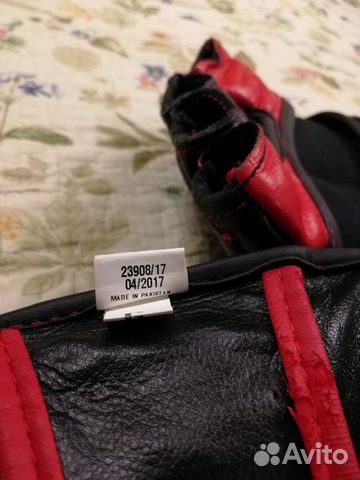 23908/17
04/2017
MADE IN PAKISTAN
Avito